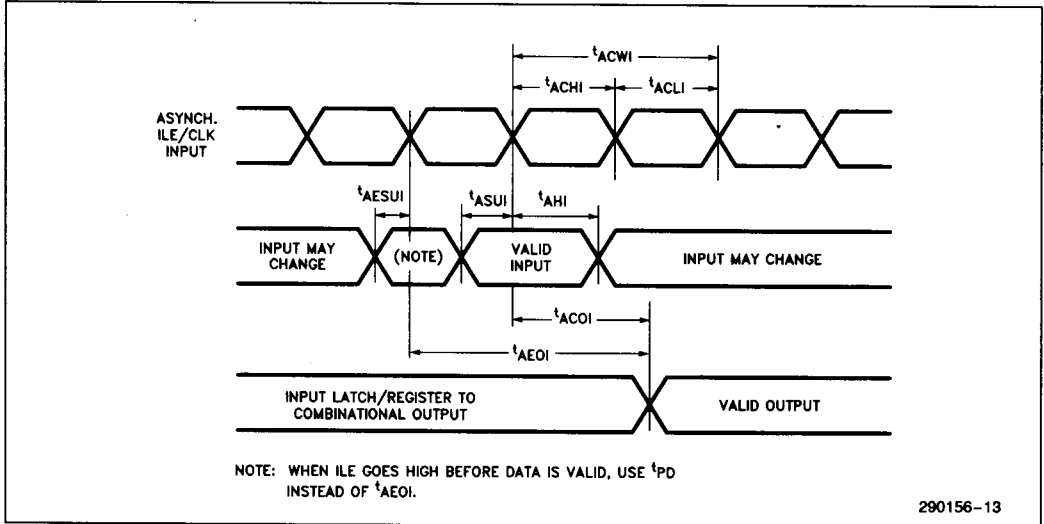 tACWI
tACHI
tACLI
ASYNCH.
ILE/CLK
INPUT
tAESUI
tASUI
tAHI
INPUT MAY
CHANGE
(NOTE)
VALID
INPUT
INPUT MAY CHANGE
tACOI
tAEOI
INPUT LATCH/REGISTER TO
COMBINATIONAL OUTPUT
VALID OUTPUT
NOTE: WHEN ILE GOES HIGH BEFORE DATA IS VALID, USE tPD
INSTEAD OF tAEOI.
290156-13